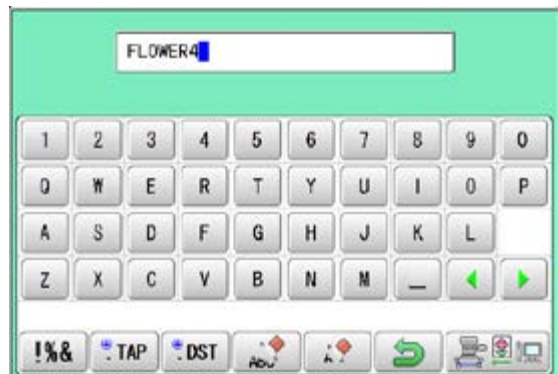 FLOWER4
1 2 3 4 5 6 7 8 9 0
Q W E R T Y U I O P
A S D F G H J K L
Z X C V B N M _
!%& *.TAP *.DST